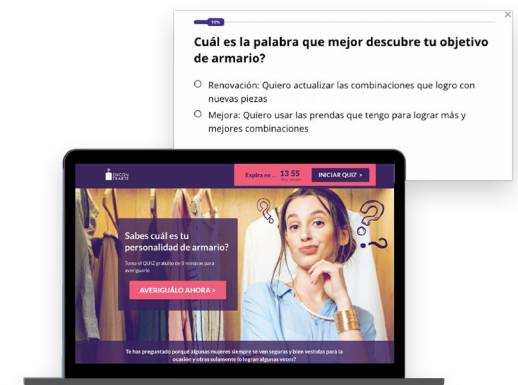 10%
Cuál es la palabra que mejor descubre tu objetivo
de armario?
Renovación: Quiero actualizar las combinaciones que logro con
nuevas piezas
Mejora: Quiero usar las prendas que tengo para lograr más y
mejores combinaciones
ENCÓN
TRARTE
Expira en ... 13 55
INICIAR QUIZ >
Sabes cuál es tu
personalidad de armario?
Toma el QUIZ gratuito de 5 minutos para
averiguarlo
AVERIGUÁLO AHORA >
Te has preguntado porqué algunas mujeres siempre se ven seguras y bien vestidas para la
ocasión y otras solamente lo logran algunas veces?